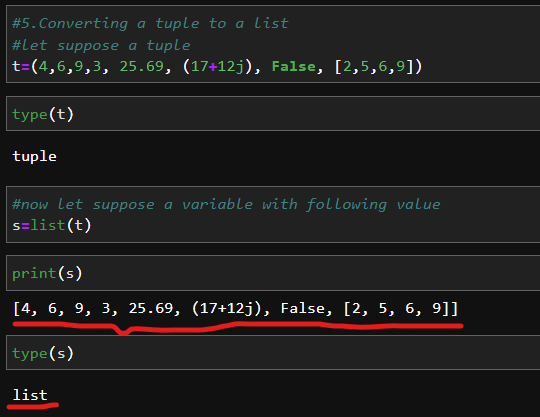 #5.Converting a tuple to a list
#let suppose a tuple
t=(4,6,9,3, 25.69, (17+12j), False, [2,5,6,9])
type(t)
tuple
#now let suppose a variable with following value
s=list(t)
print(s)
[4, 6, 9, 3, 25.69, (17+12j), False, [2, 5, 6, 9]]
type(s)
list